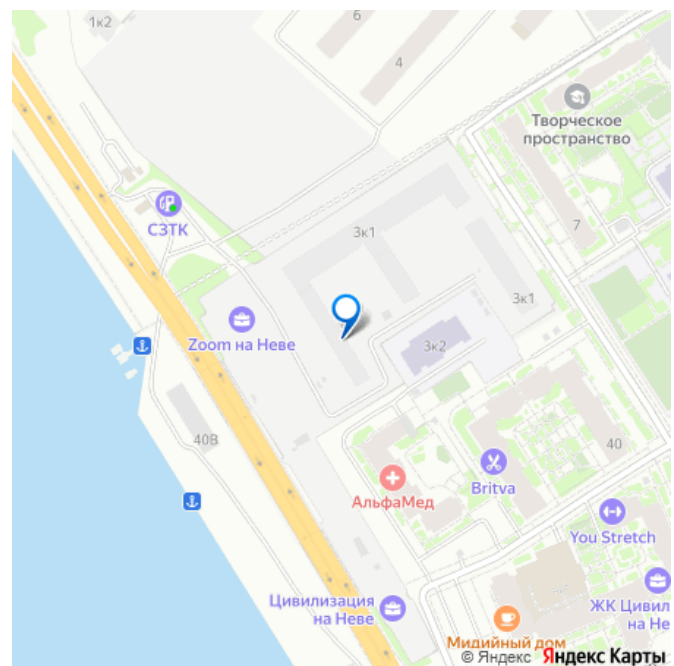 1к2
6
4
Творческое
пространство
СЗТК
7
3к1
3к1
Zoom на Неве
3к2
40В
40
АльфаМед
Britva
You Stretch
Цивилизация
на Неве
ЖК Цивил
на Не
Мидийный дом
© Яндекс Яндекс Карты